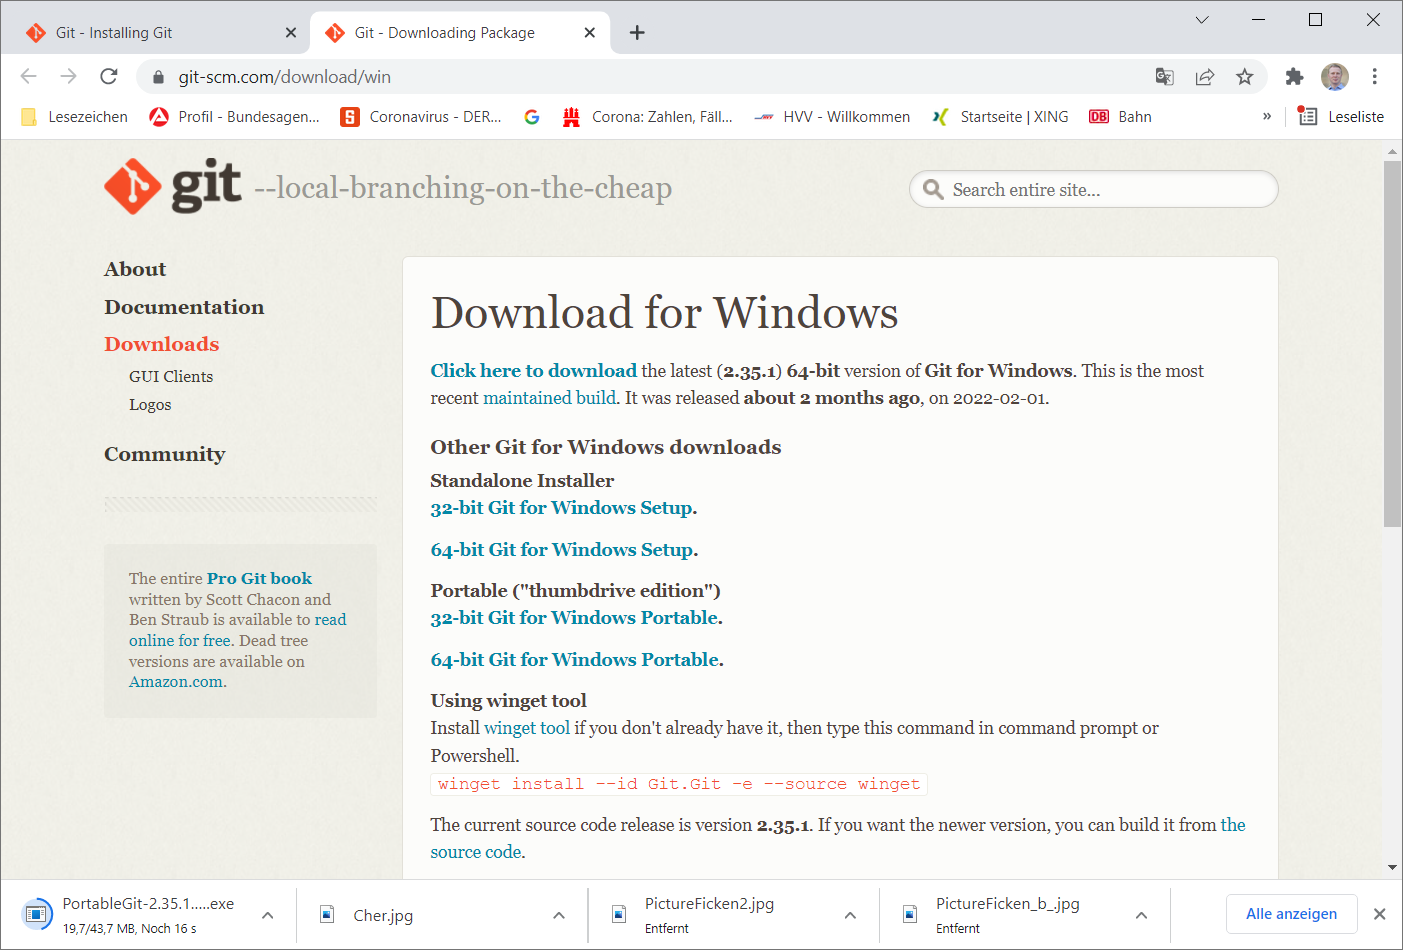 Git - Installing Git
Git - Downloading Package
git-scm.com/download/win
Lesezeichen
Profil - Bundesagen...
Coronavirus - DER...
Corona: Zahlen, Fäll...
HVV - Willkommen
Startseite | XING
DB Bahn
»
Leseliste
git --local-branching-on-the-cheap
Search entire site...
About
Documentation
Downloads
GUI Clients
Logos
Community
The entire Pro Git book
written by Scott Chacon and
Ben Straub is available to read
online for free. Dead tree
versions are available on
Amazon.com.
Download for Windows
Click here to download the latest (2.35.1) 64-bit version of Git for Windows. This is the most
recent maintained build. It was released about 2 months ago, on 2022-02-01.
Other Git for Windows downloads
Standalone Installer
32-bit Git for Windows Setup.
64-bit Git for Windows Setup.
Portable ("thumbdrive edition")
32-bit Git for Windows Portable.
64-bit Git for Windows Portable.
Using winget tool
Install winget tool if you don't already have it, then type this command in command prompt or
Powershell.
winget install --id Git.Git -e --source winget
The current source code release is version 2.35.1. If you want the newer version, you can build it from the
source code.
PortableGit-2.35.1.....exe
19,7/43,7 MB, Noch 16 s
Cher.jpg
PictureFicken2.jpg
Entfernt
PictureFicken_b_.jpg
Entfernt
Alle anzeigen